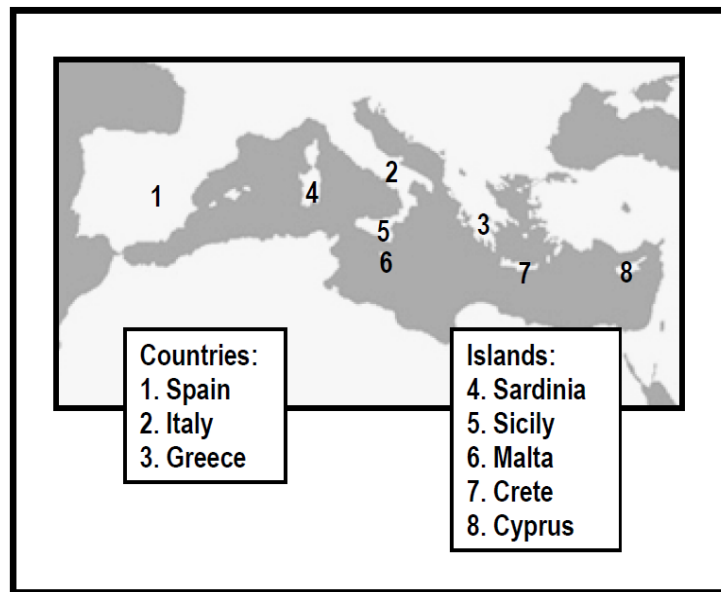 1
2
3
4
5
6
7
8
Countries:
1. Spain
2. Italy
3. Greece
Islands:
4. Sardinia
5. Sicily
6. Malta
7. Crete
8. Cyprus